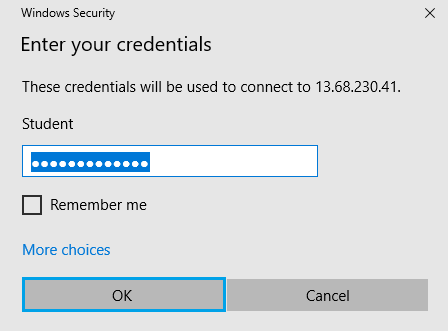 Windows Security
Enter your credentials
These credentials will be used to connect to 13.68.230.41.
Student
●●●●●●●●●●●●●
Remember me
More choices
OK
Cancel